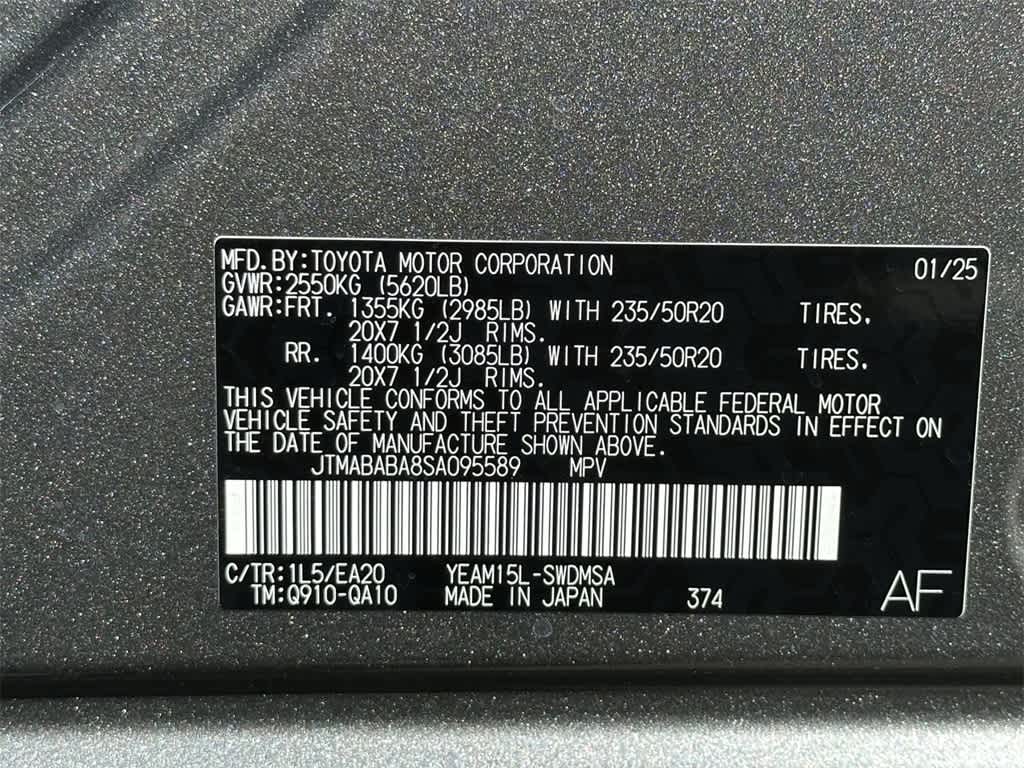 MFD.BY:TOYOTA MOTOR CORPORATION 01/25
GVWR:2550KG (5620LB)
GAWR:FRT. 1355KG (2985LB) WITH 235/50R20 TIRES.
20X7 1/2J RIMS.
RR. 1400KG (3085LB) WITH 235/50R20 TIRES.
20X7 1/2J RIMS.
THIS VEHICLE CONFORMS TO ALL APPLICABLE FEDERAL MOTOR
VEHICLE SAFETY AND THEFT PREVENTION STANDARDS IN EFFECT ON
THE DATE OF MANUFACTURE SHOWN ABOVE.
JTMABABA8SA095589 MPV
C/TR:1L5/EA20 YEAM15L-SWDMSA
TM:Q910-QA10 MADE IN JAPAN 374 AF